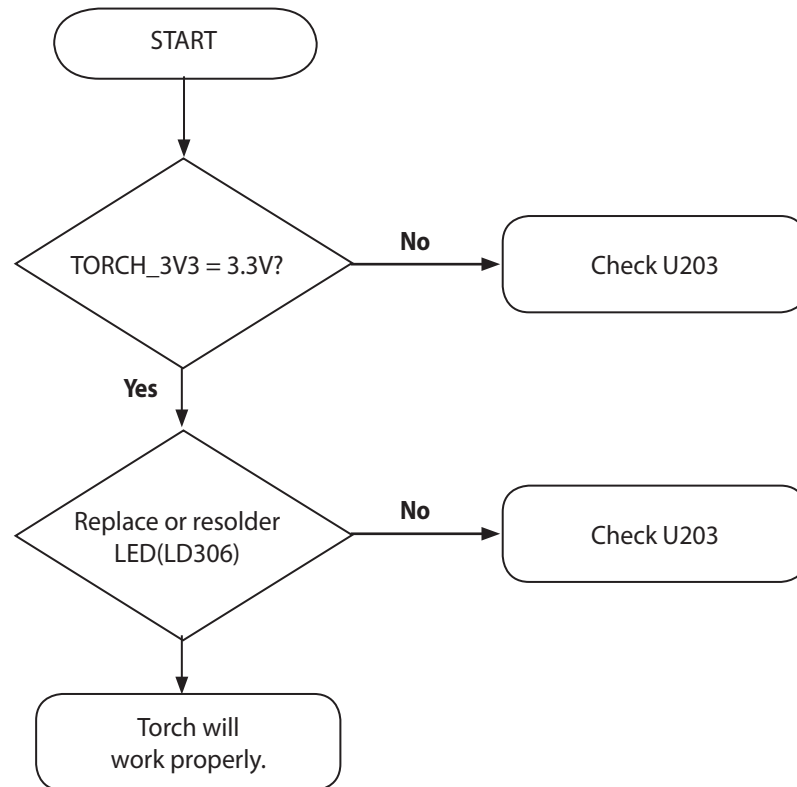 START
TORCH_3V3 = 3.3V?
No
Check U203
Yes
Replace or resolder
LED(LD306)
No
Check U203
Torch will
work properly.